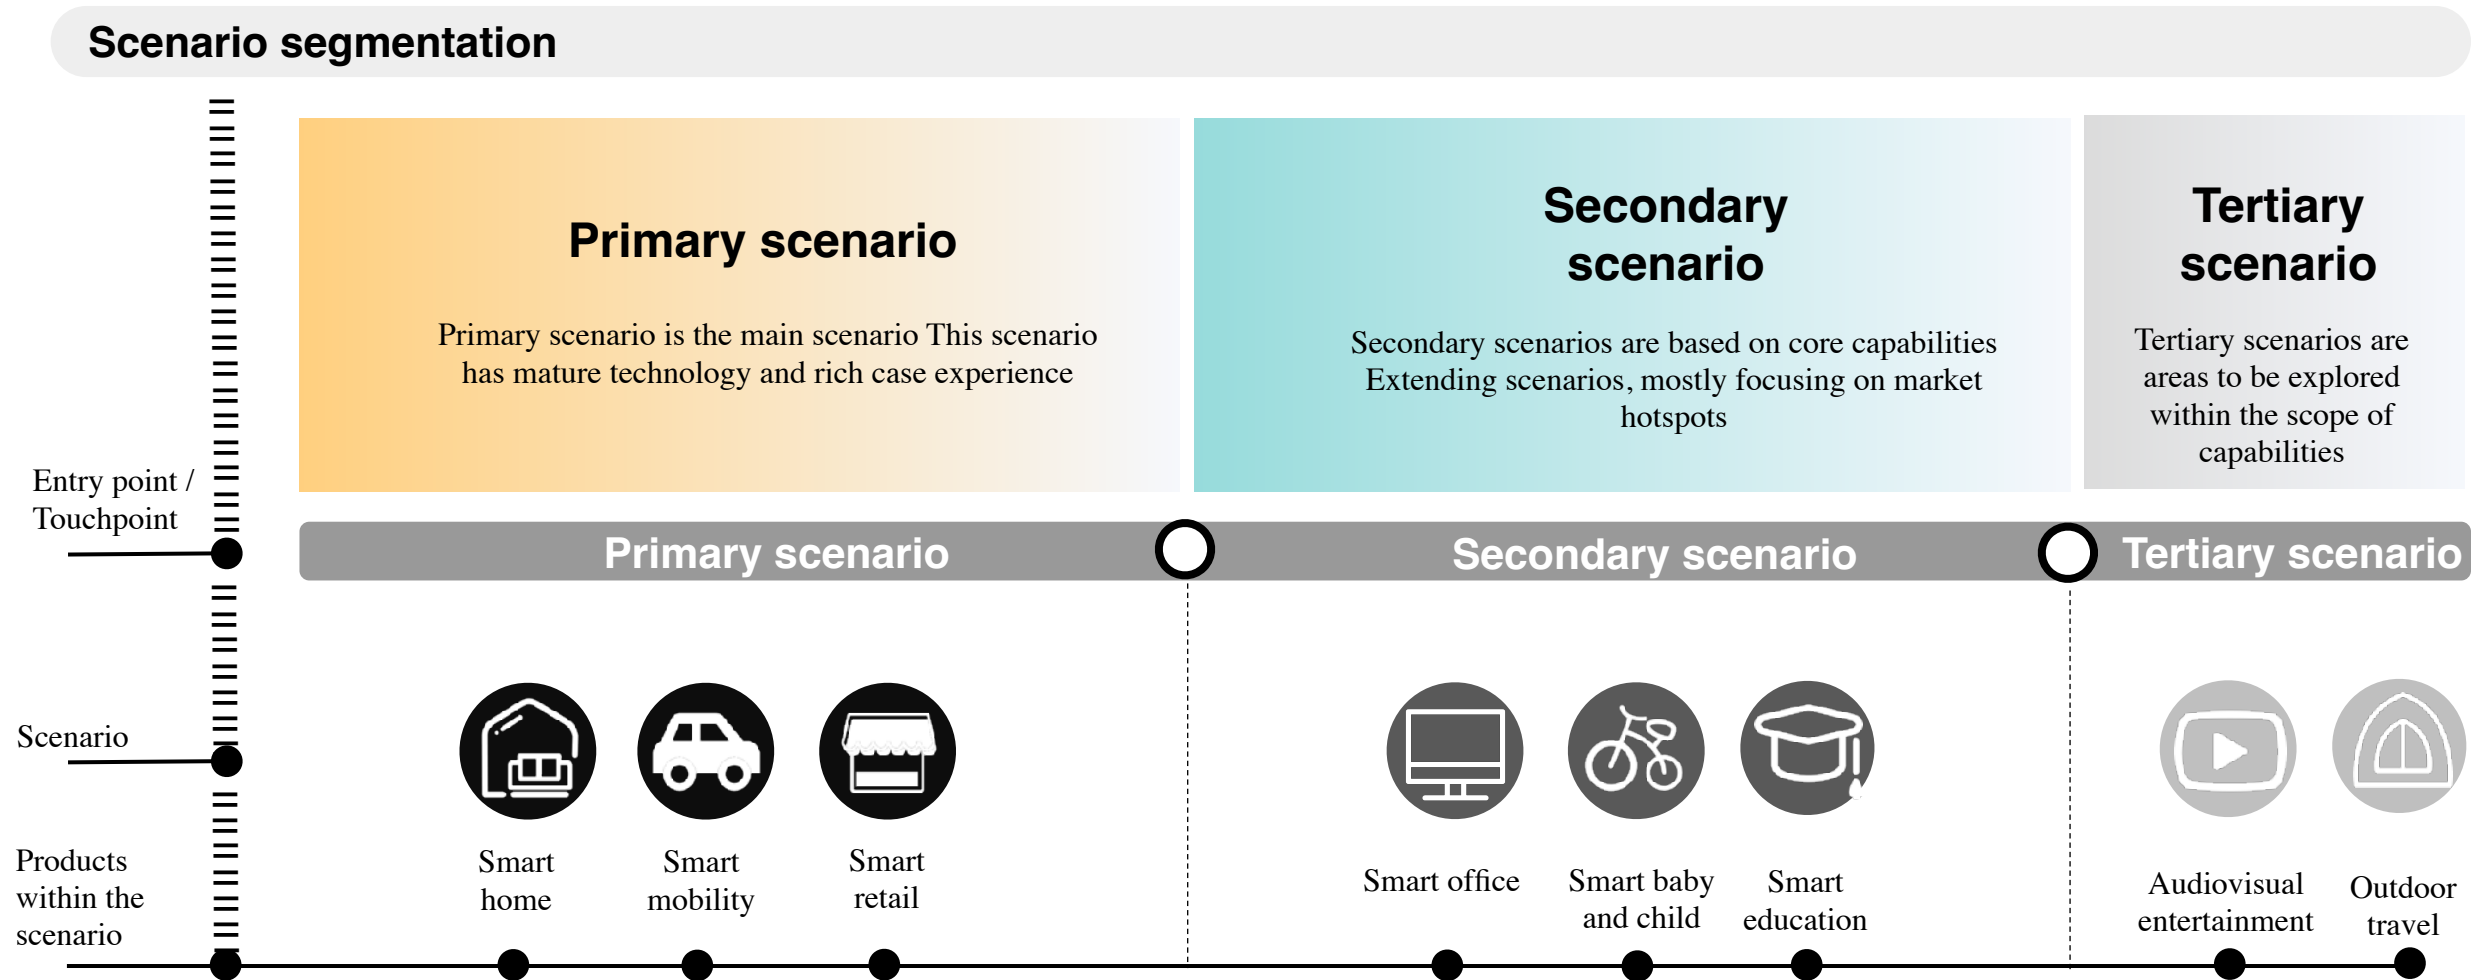 Scenario segmentation
Primary scenario
Primary scenario is the main scenario This scenario
has mature technology and rich case experience
Secondary
scenario
Secondary scenarios are based on core capabilities
Extending scenarios, mostly focusing on market
hotspots
Tertiary
scenario
Tertiary scenarios are
areas to be explored
within the scope of
capabilities
Entry point /
Touchpoint
Primary scenario
Secondary scenario
Tertiary scenario
Scenario
Products
within the
scenario
Smart
home
Smart
mobility
Smart
retail
Smart office
Smart baby
and child
Smart
education
Audiovisual
entertainment
Outdoor
travel